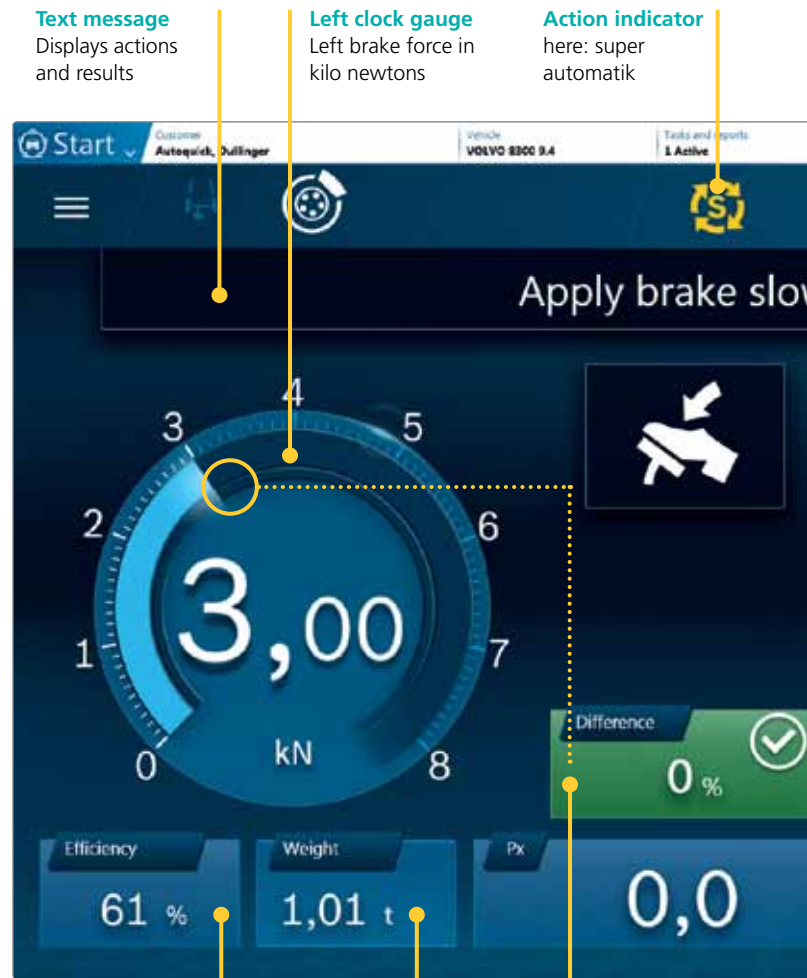 Text message
Displays actions
and results
Left clock gauge
Left brake force in
kilo newtons
Action indicator
here: super
automatik
Start
Customer
Autoquick, Dullinger
Vehicle
VOLVO 8300 9.4
Tasks and reports
1 Active
S
Apply brake slow
4
3
5
2
6
3,00
1
7
kN
0
8
Difference
0 %
Efficiency
61 %
Weight
1,01 t
Px
0,0